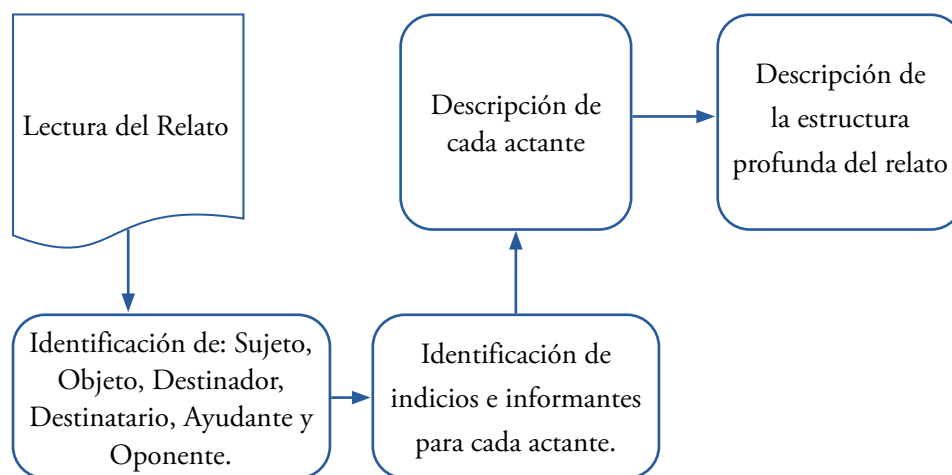 Lectura del Relato
Identificación de: Sujeto,
Objeto, Destinador,
Destinatario, Ayudante y
Oponente.
Identificación de
indicios e informantes
para cada actante.
Descripción de
cada actante
Descripción de
la estructura
profunda del relato